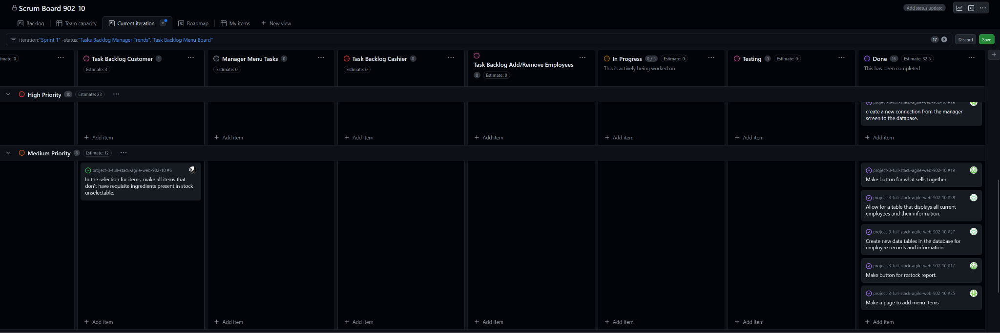 Scrum Board 902-10
Add status update
Backlog
Team capacity
Current iteration
Roadmap
My items
New view
iteration:"Sprint 1" -status:"Tasks Backlog Manager Trends","Task Backlog Menu Board"
17
Discard
Save
imate: 0
Task Backlog Customer 1
Estimate: 3
Manager Menu Tasks 0
Estimate: 0
Task Backlog Cashier 0
Estimate: 0
Task Backlog Add/Remove Employees
0 Estimate: 0
In Progress 0 / 5 Estimate: 0
This is actively being worked on
Testing 0 Estimate: 0
Done 16 Estimate: 32.5
This has been completed
High Priority 10 Estimate: 23
project-3-full-stack-agile-web-902-10 #29
create a new connection from the manager
screen to the database.
Add item
Add item
Add item
Add item
Add item
Add item
Add item
Medium Priority 6 Estimate: 12
project-3-full-stack-agile-web-902-10 #6
In the selection for items, make all items that
don't have requisite ingredients present in stock
unselectable.
project-3-full-stack-agile-web-902-10 #19
Make button for what sells together
project-3-full-stack-agile-web-902-10 #28
Allow for a table that displays all current
employees and their information.
project-3-full-stack-agile-web-902-10 #27
Create new data tables in the database for
employee records and information.
project-3-full-stack-agile-web-902-10 #17
Make button for restock report.
project-3-full-stack-agile-web-902-10 #25
Make a page to add menu items
Add item
Add item
Add item
Add item
Add item
Add item
Add item